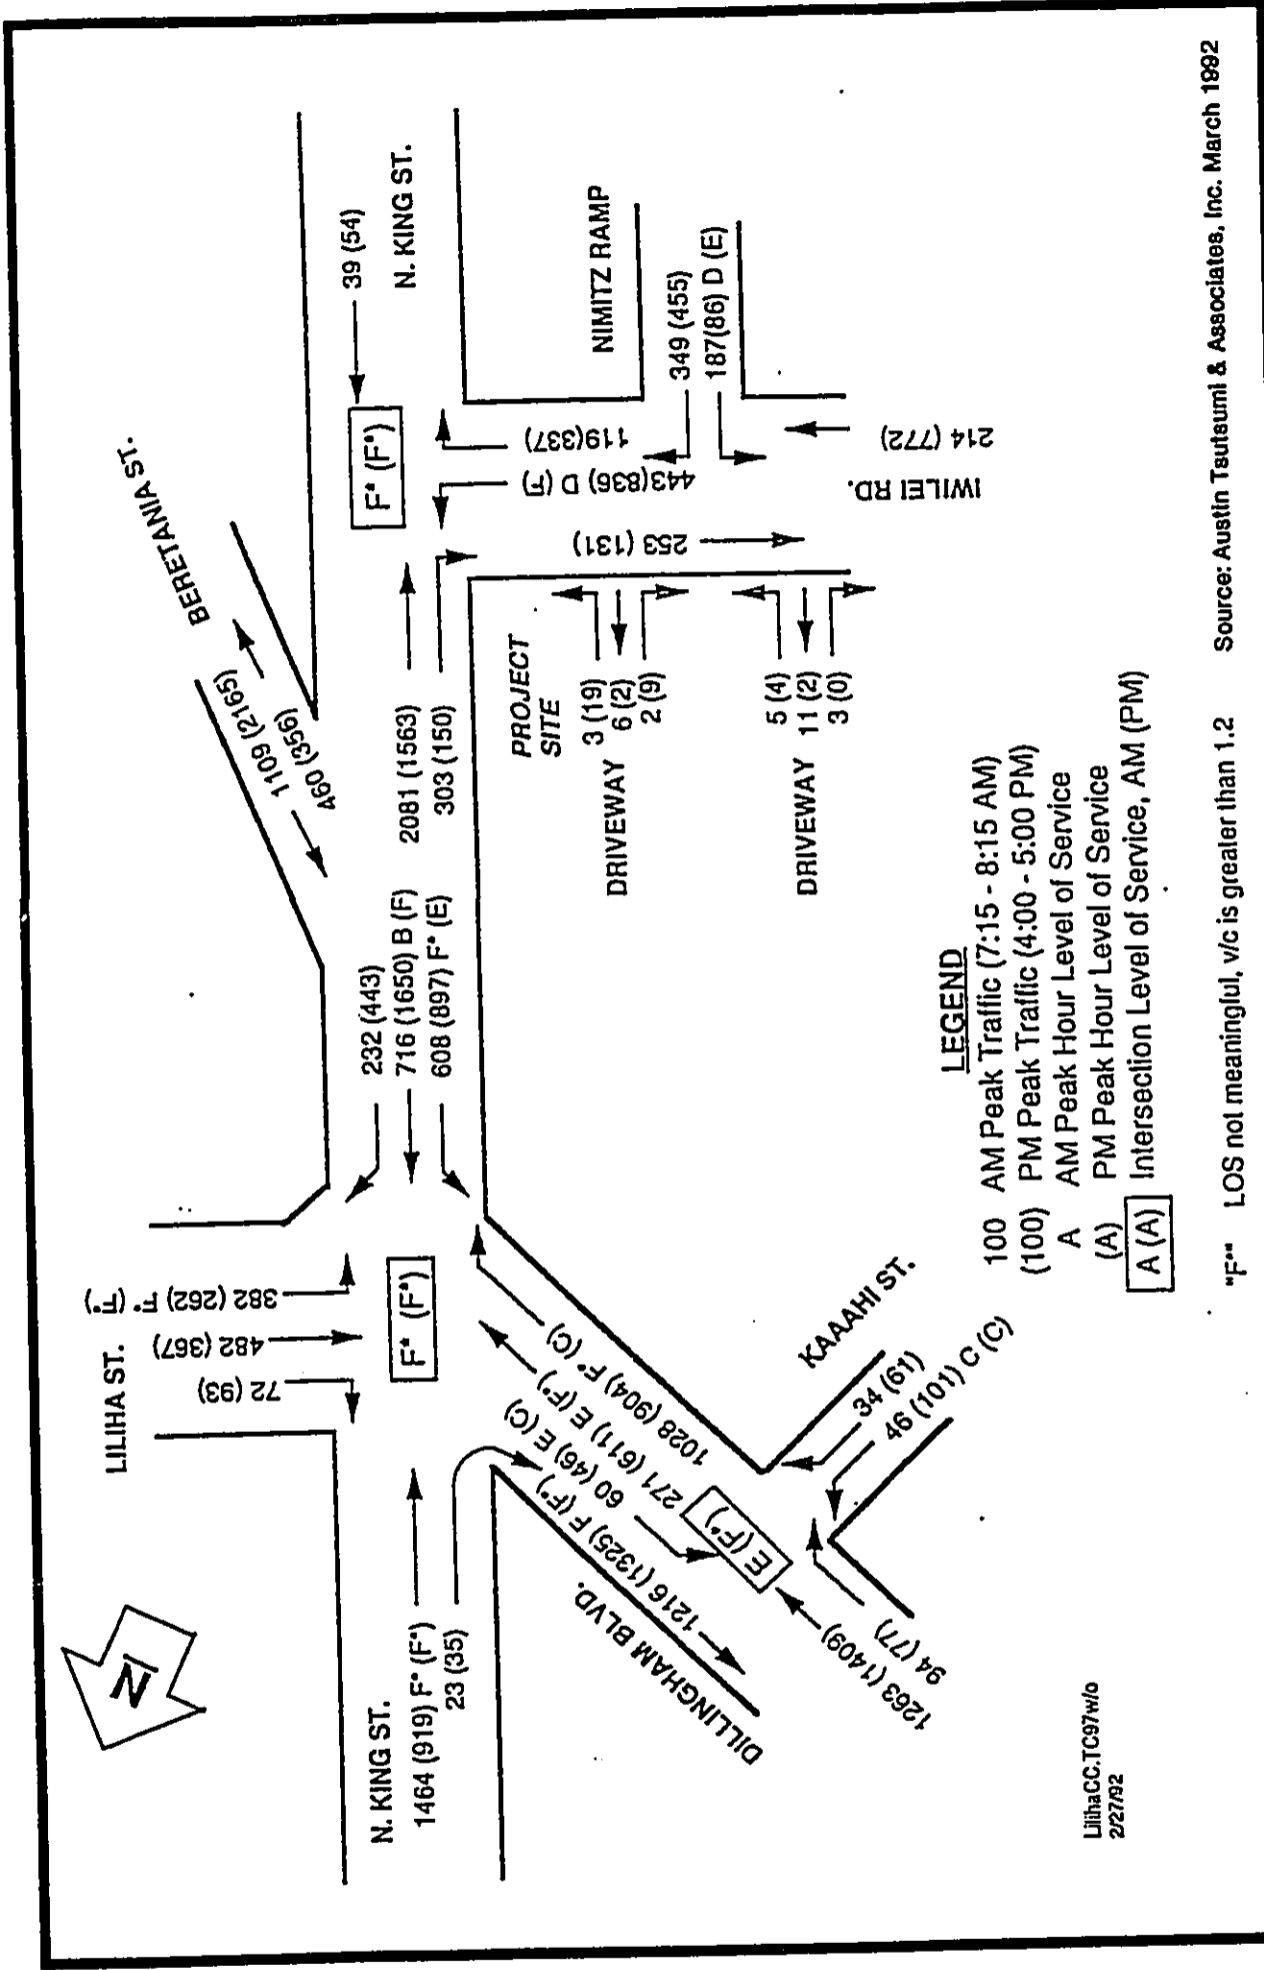 N
LILIHA ST.
72 (93)
482 (367)
382 (262) F* (F*)
BERETANIA ST.
1109 (2165)
460 (356)
N. KING ST.
1464 (919) F* (F*)
23 (35)
F* (F*)
232 (443)
716 (1650) B (F)
608 (897) F* (E)
2081 (1563)
303 (150)
F* (F*)
39 (54)
N. KING ST.
DILLINGHAM BLVD.
1216 (1325) F (F*)
60 (46) E (C)
271 (611) E (F*)
1028 (904) F* (C)
E (F*)
1263 (1409)
94 (77)
KAAAHI ST.
34 (61)
46 (101) C (C)
PROJECT
SITE
DRIVEWAY
3 (19)
6 (2)
2 (9)
DRIVEWAY
5 (4)
11 (2)
3 (0)
253 (131)
443(836) D (F)
119(337)
NIMITZ RAMP
349 (455)
187(86) D (E)
IWILEI RD.
214 (772)
LEGEND
100 AM Peak Traffic (7:15 - 8:15 AM)
(100) PM Peak Traffic (4:00 - 5:00 PM)
A AM Peak Hour Level of Service
(A) PM Peak Hour Level of Service
A (A) Intersection Level of Service, AM (PM)
"F*" LOS not meaningful, v/c is greater than 1.2
Source: Austin Tsutsumi & Associates, Inc. March 1992
LilihaCC.TC97w/o
2/27/92